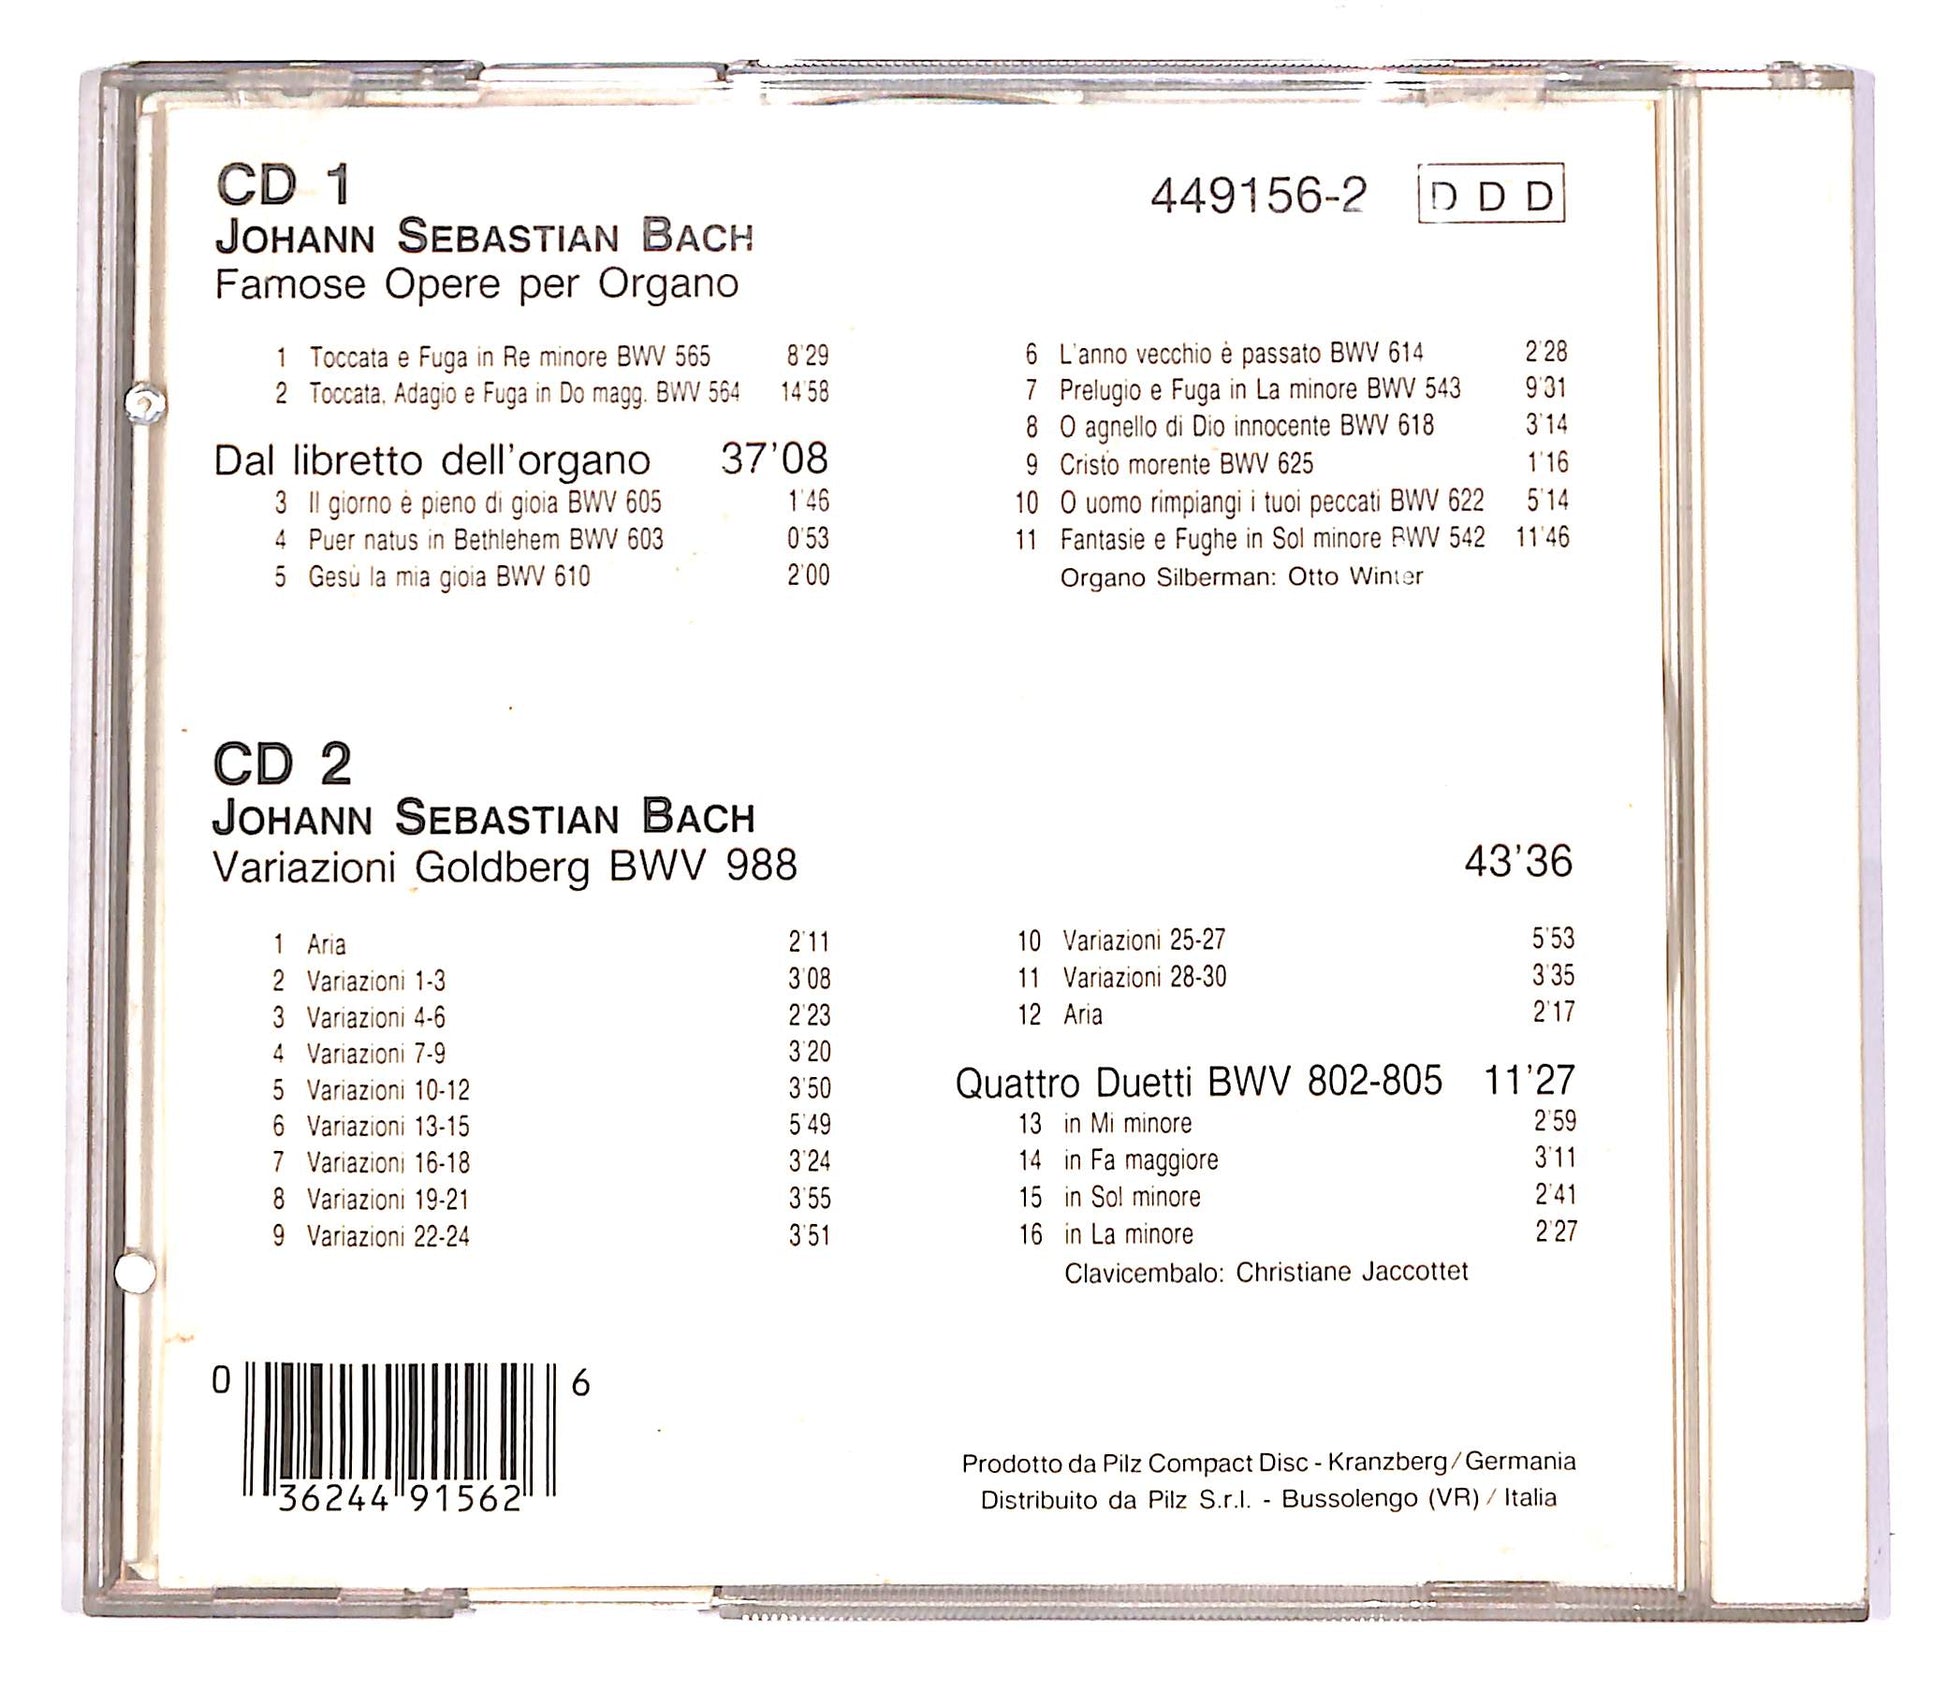 CD 1
JOHANN SEBASTIAN BACH
Famose Opere per Organo
449156-2 DDD
1 Toccata e Fuga in Re minore BWV 565 8'29
2 Toccata, Adagio e Fuga in Do magg. BWV 564 14'58
Dal libretto dell'organo 37'08
3 Il giorno è pieno di gioia BWV 605 1'46
4 Puer natus in Bethlehem BWV 603 0'53
5 Gesù la mia gioia BWV 610 2'00
6 L'anno vecchio è passato BWV 614 2'28
7 Prelugio e Fuga in La minore BWV 543 9'31
8 O agnello di Dio innocente BWV 618 3'14
9 Cristo morente BWV 625 1'16
10 O uomo rimpiangi i tuoi peccati BWV 622 5'14
11 Fantasie e Fughe in Sol minore BWV 542 11'46
Organo Silberman: Otto Winter
CD 2
JOHANN SEBASTIAN BACH
Variazioni Goldberg BWV 988 43'36
1 Aria 2'11
2 Variazioni 1-3 3'08
3 Variazioni 4-6 2'23
4 Variazioni 7-9 3'20
5 Variazioni 10-12 3'50
6 Variazioni 13-15 5'49
7 Variazioni 16-18 3'24
8 Variazioni 19-21 3'55
9 Variazioni 22-24 3'51
10 Variazioni 25-27 5'53
11 Variazioni 28-30 3'35
12 Aria 2'17
Quattro Duetti BWV 802-805 11'27
13 in Mi minore 2'59
14 in Fa maggiore 3'11
15 in Sol minore 2'41
16 in La minore 2'27
Clavicembalo: Christiane Jaccottet
0 36244 91562 6
Prodotto da Pilz Compact Disc - Kranzberg/Germania
Distribuito da Pilz S.r.l. - Bussolengo (VR) / Italia